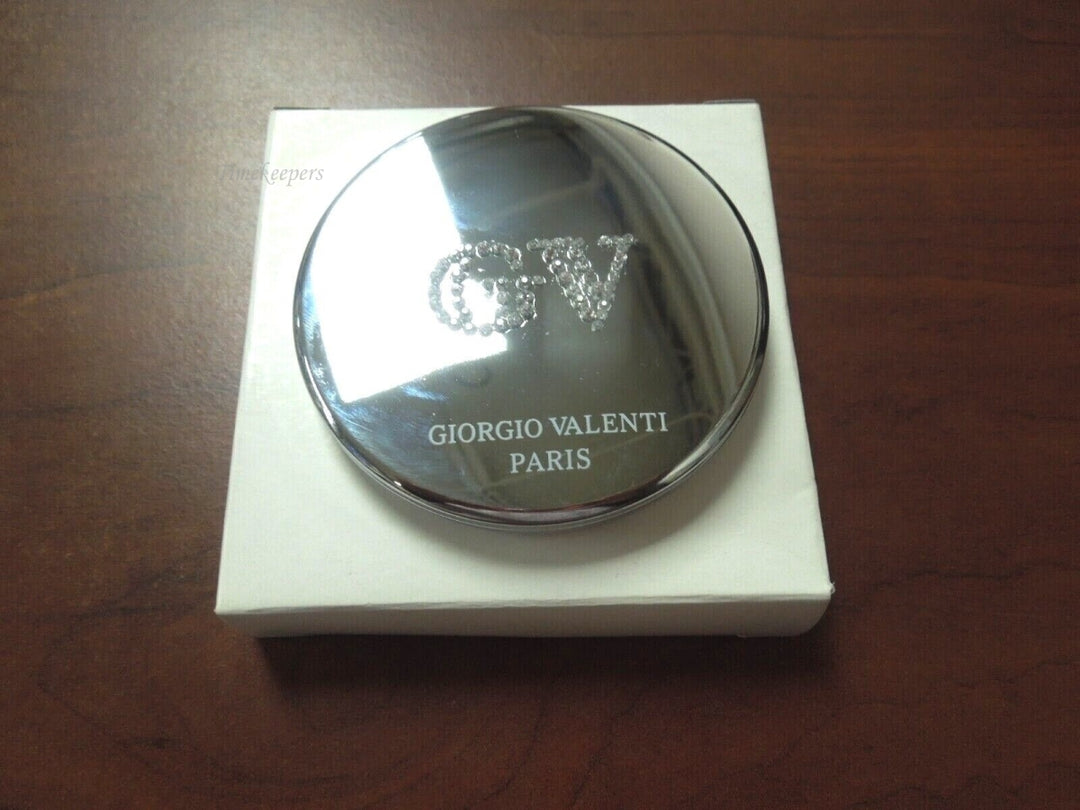 Timekeepers
GV
GIORGIO VALENTI
PARIS